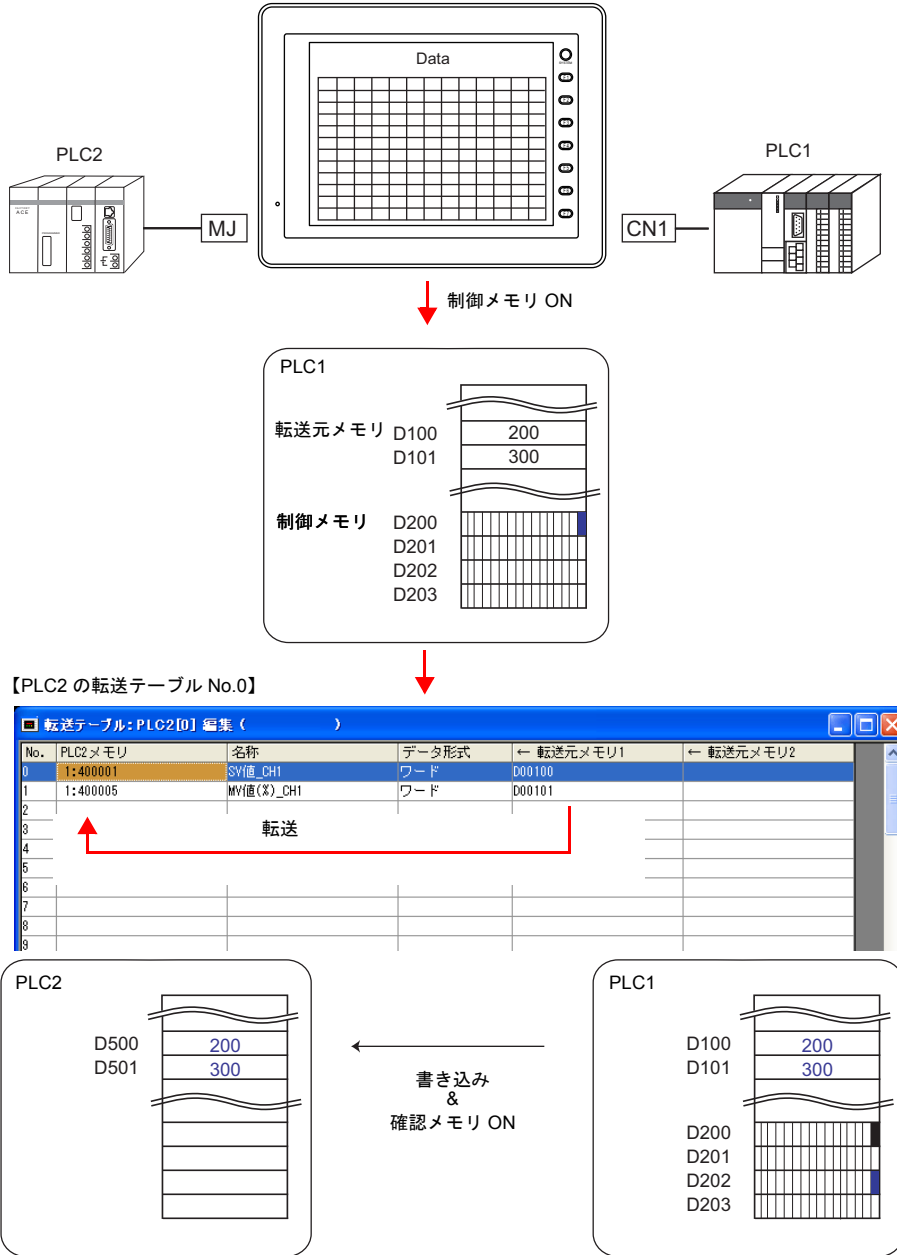 Data
PLC2
PLC1
MJ
CN1
制御メモリ ON
PLC1
転送元メモリ D100 200
D101 300
制御メモリ D200
D201
D202
D203
【PLC2 の転送テーブル No.0】
転送テーブル:PLC2[0] 編集 ( )
No. PLC2メモリ 名称 データ形式 ← 転送元メモリ1 ← 転送元メモリ2
0 1:400001 SV値_CH1 ワード D00100
1 1:400005 MV値(%)_CH1 ワード D00101
2
3 転送
4
5
6
7
8
9
PLC2
D500 200
D501 300
書き込み
&
確認メモリ ON
PLC1
D100 200
D101 300
D200
D201
D202
D203